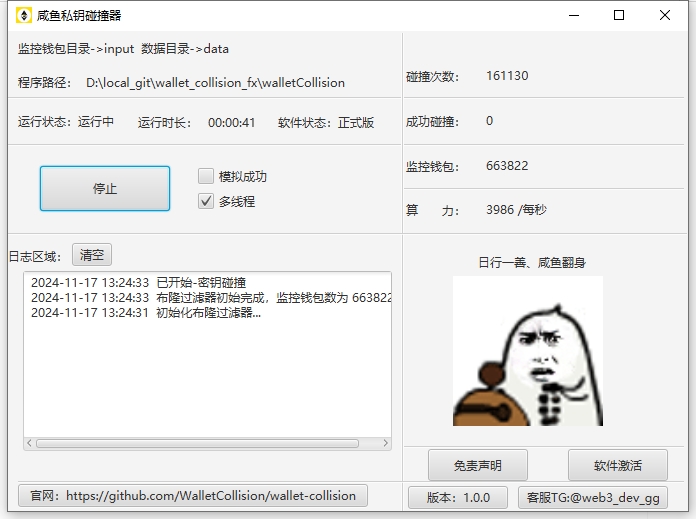 咸鱼私钥碰撞器
监控钱包目录->input 数据目录->data
程序路径： D:\local_git\wallet_collision_fx\walletCollision
运行状态：运行中 运行时长： 00:00:41 软件状态：正式版
停止
模拟成功
多线程
日志区域： 清空
2024-11-17 13:24:33 已开始-密钥碰撞
2024-11-17 13:24:33 布隆过滤器初始完成，监控钱包数为 663822
2024-11-17 13:24:31 初始化布隆过滤器...
官网：https://github.com/WalletCollision/wallet-collision
碰撞次数： 161130
成功碰撞： 0
监控钱包： 663822
算 力： 3986 /每秒
日行一善、咸鱼翻身
免责声明 软件激活
版本：1.0.0 客服TG:@web3_dev_gg